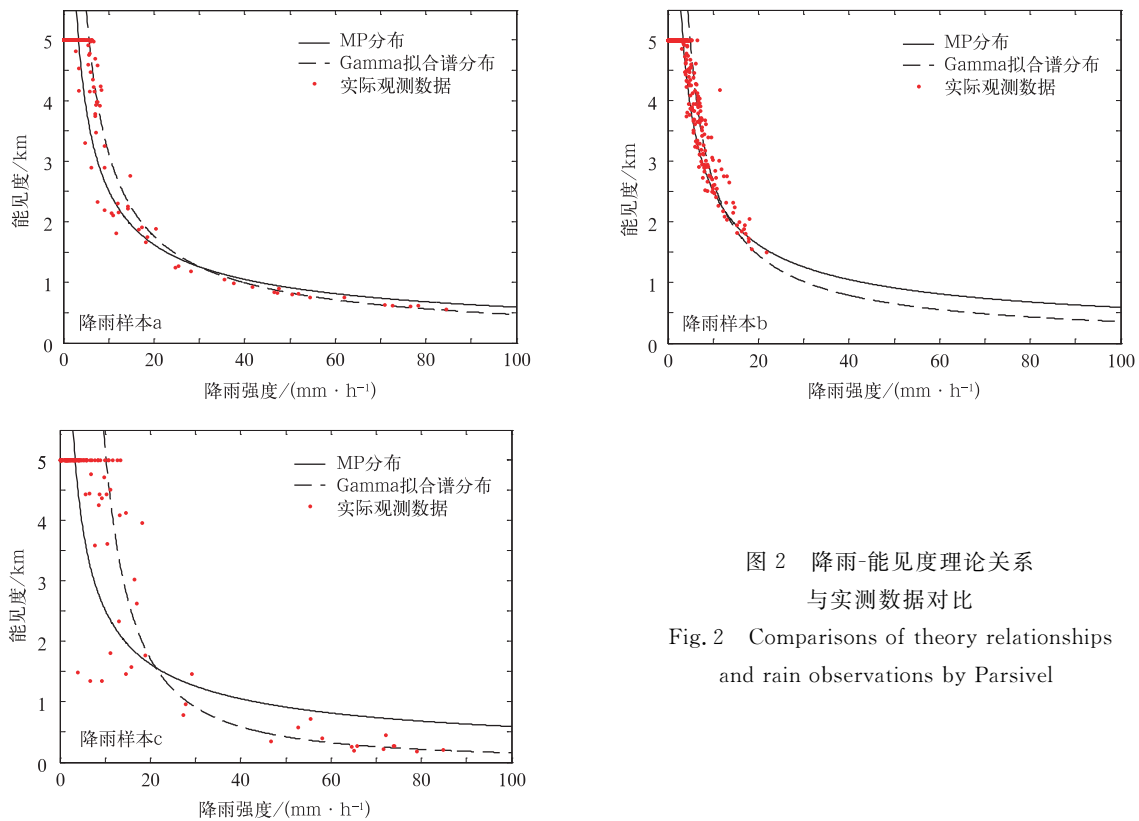 5
4
3
2
1
0
能见度/km
MP分布
Gamma拟合谱分布
实际观测数据
降雨样本a
0 20 40 60 80 100
降雨强度/(mm · h⁻¹)
5
4
3
2
1
0
能见度/km
MP分布
Gamma拟合谱分布
实际观测数据
降雨样本b
0 20 40 60 80 100
降雨强度/(mm · h⁻¹)
5
4
3
2
1
0
能见度/km
MP分布
Gamma拟合谱分布
实际观测数据
降雨样本c
0 20 40 60 80 100
降雨强度/(mm · h⁻¹)
图 2 降雨-能见度理论关系
与实测数据对比
Fig. 2 Comparisons of theory relationships
and rain observations by Parsivel